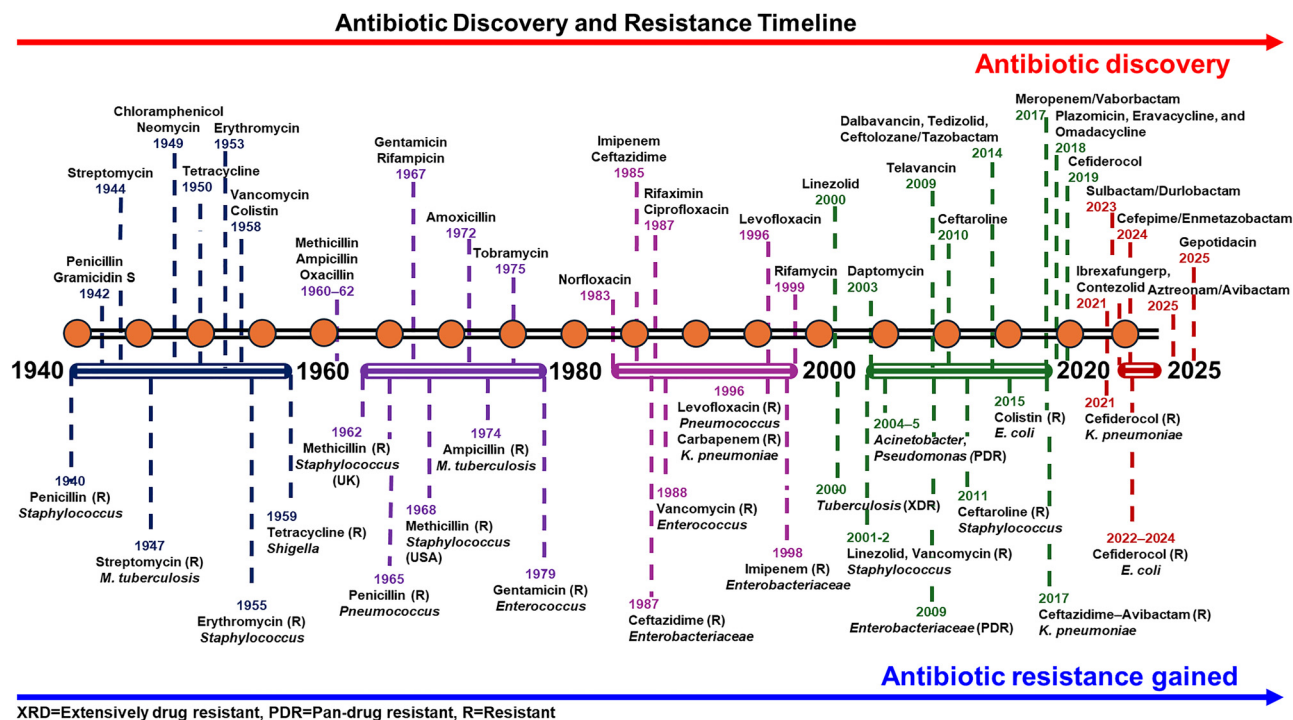 Antibiotic Discovery and Resistance Timeline
Antibiotic discovery
Chloramphenicol
Neomycin
1949
Erythromycin
1953
Streptomycin
1944
Tetracycline
1950
Vancomycin
Colistin
1958
Penicillin
Gramicidin S
1942
Methicillin
Ampicillin
Oxacillin
1960–62
Gentamicin
Rifampicin
1967
Amoxicillin
1972
Tobramycin
1975
Norfloxacin
1983
Imipenem
Ceftazidime
1985
Rifaximin
Ciprofloxacin
1987
Levofloxacin
1996
Rifamycin
1999
Linezolid
2000
Daptomycin
2003
Dalbavancin, Tedizolid,
Ceftolozane/Tazobactam
2014
Telavancin
2009
Ceftaroline
2010
Meropenem/Vaborbactam
2017
Plazomicin, Eravacycline, and
Omadacycline
2018
Cefiderocol
2019
Sulbactam/Durlobactam
2023
Cefepime/Enmetazobactam
2024
Gepotidacin
2025
Ibrexafungerp,
Contezolid
2021
Aztreonam/Avibactam
2025
1940
1960
1980
2000
2020
2025
1940
Penicillin (R)
Staphylococcus
1947
Streptomycin (R)
M. tuberculosis
1955
Erythromycin (R)
Staphylococcus
1959
Tetracycline (R)
Shigella
1962
Methicillin (R)
Staphylococcus
(UK)
1965
Penicillin (R)
Pneumococcus
1968
Methicillin (R)
Staphylococcus
(USA)
1974
Ampicillin (R)
M. tuberculosis
1979
Gentamicin (R)
Enterococcus
1987
Ceftazidime (R)
Enterobacteriaceae
1988
Vancomycin (R)
Enterococcus
1996
Levofloxacin (R)
Pneumococcus
Carbapenem (R)
K. pneumoniae
1998
Imipenem (R)
Enterobacteriaceae
2000
Tuberculosis (XDR)
2001-2
Linezolid, Vancomycin (R)
Staphylococcus
2004–5
Acinetobacter,
Pseudomonas (PDR)
2009
Enterobacteriaceae (PDR)
2011
Ceftaroline (R)
Staphylococcus
2015
Colistin (R)
E. coli
2017
Ceftazidime–Avibactam (R)
K. pneumoniae
2021
Cefiderocol (R)
K. pneumoniae
2022–2024
Cefiderocol (R)
E. coli
Antibiotic resistance gained
XRD=Extensively drug resistant, PDR=Pan-drug resistant, R=Resistant